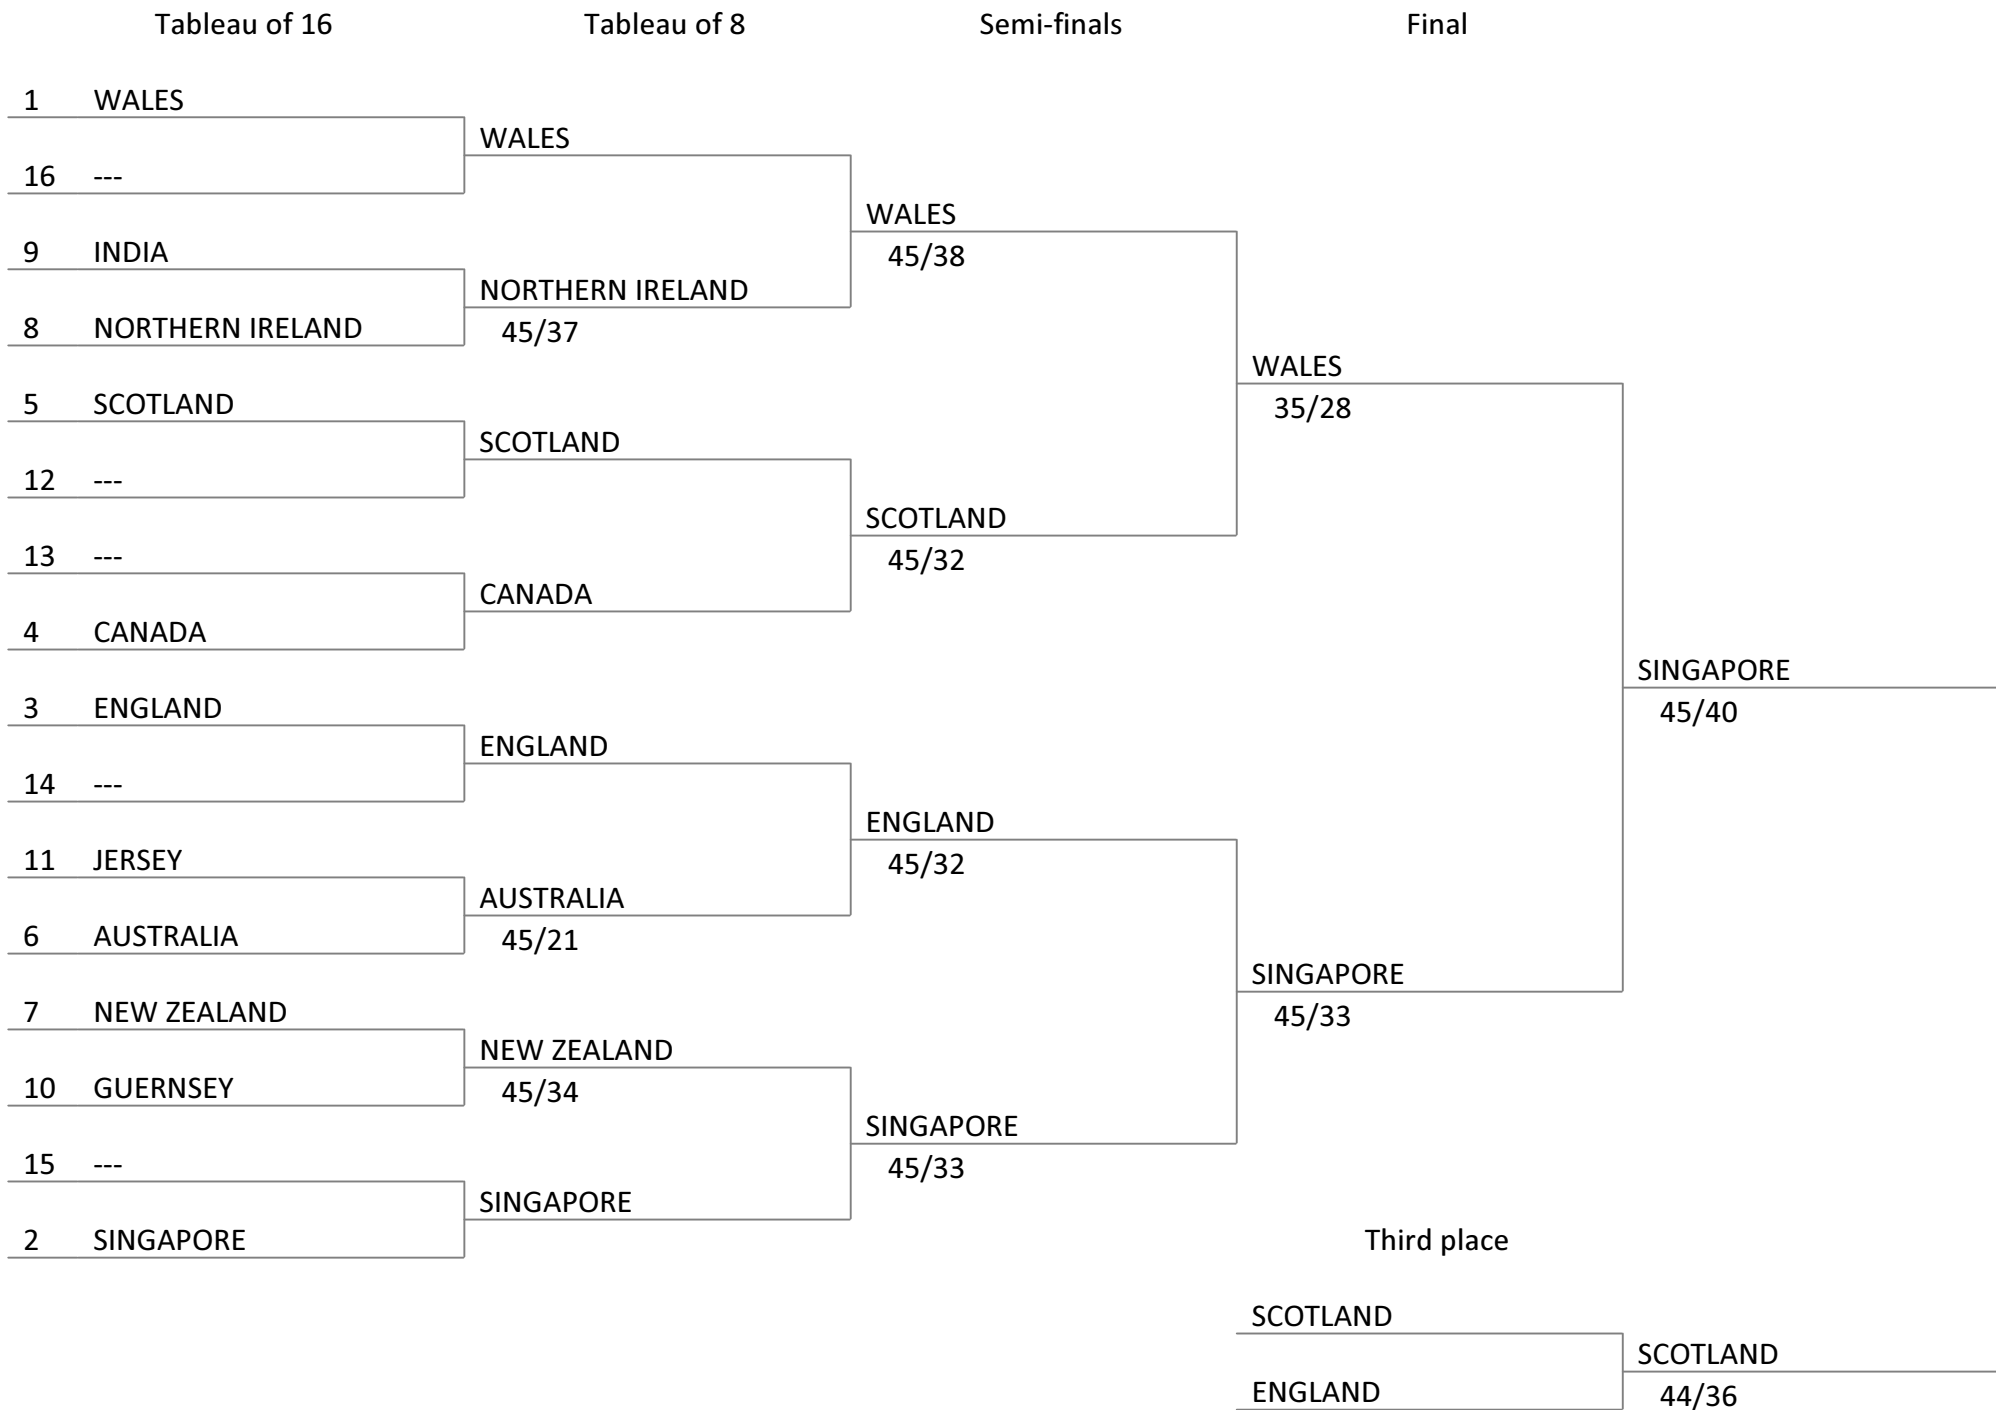 Tableau of 16 Tableau of 8 Semi-finals Final
1 WALES
WALES
16 ---
WALES
9 INDIA
45/38
NORTHERN IRELAND
8 NORTHERN IRELAND
45/37
WALES
5 SCOTLAND
35/28
SCOTLAND
12 ---
SCOTLAND
13 ---
45/32
CANADA
4 CANADA
SINGAPORE
3 ENGLAND
45/40
ENGLAND
14 ---
ENGLAND
11 JERSEY
45/32
AUSTRALIA
6 AUSTRALIA
45/21
SINGAPORE
7 NEW ZEALAND
45/33
NEW ZEALAND
10 GUERNSEY
45/34
SINGAPORE
15 ---
45/33
SINGAPORE
2 SINGAPORE
Third place
SCOTLAND
SCOTLAND
ENGLAND
44/36